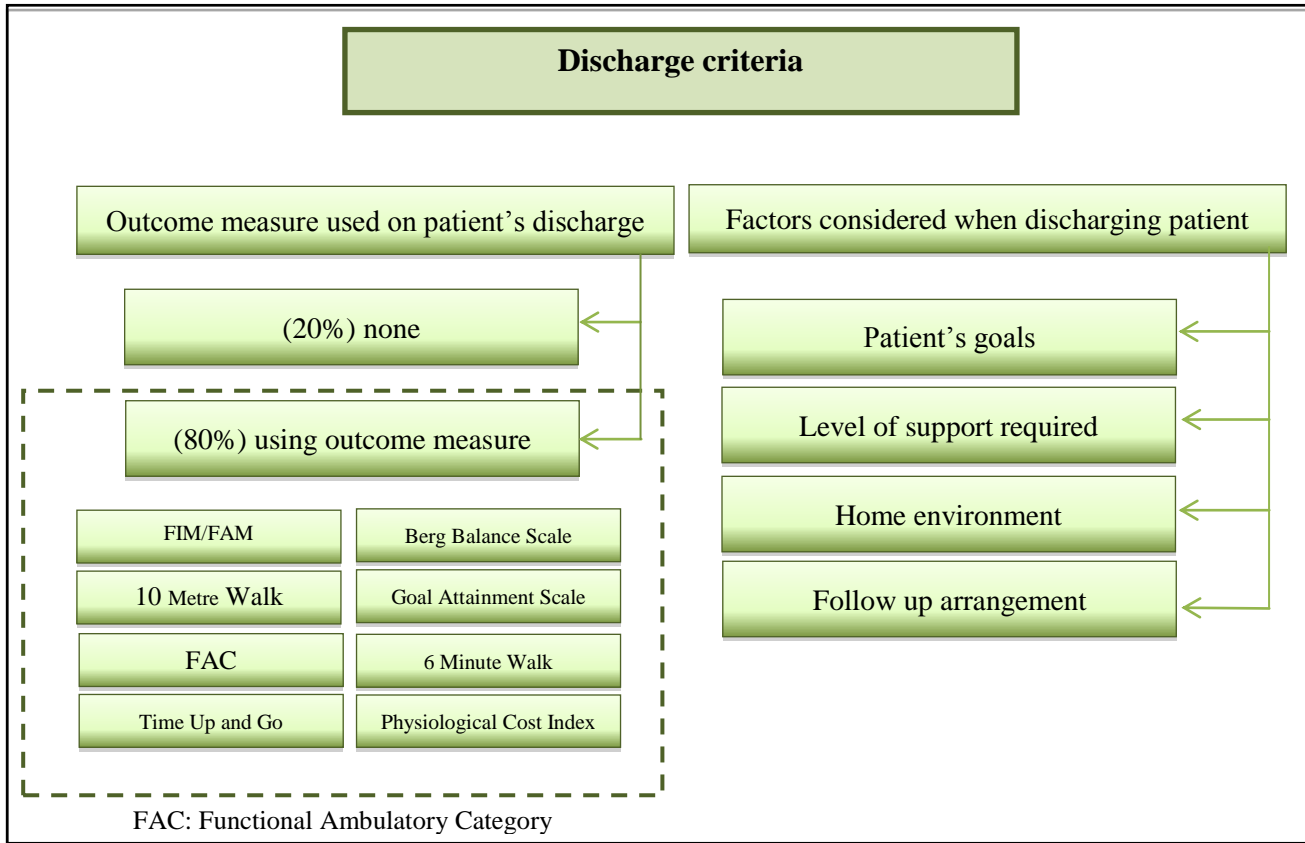 Discharge criteria
Outcome measure used on patient’s discharge
(20%) none
(80%) using outcome measure
FIM/FAM
Berg Balance Scale
10 Metre Walk
Goal Attainment Scale
FAC
6 Minute Walk
Time Up and Go
Physiological Cost Index
FAC: Functional Ambulatory Category
Factors considered when discharging patient
Patient’s goals
Level of support required
Home environment
Follow up arrangement